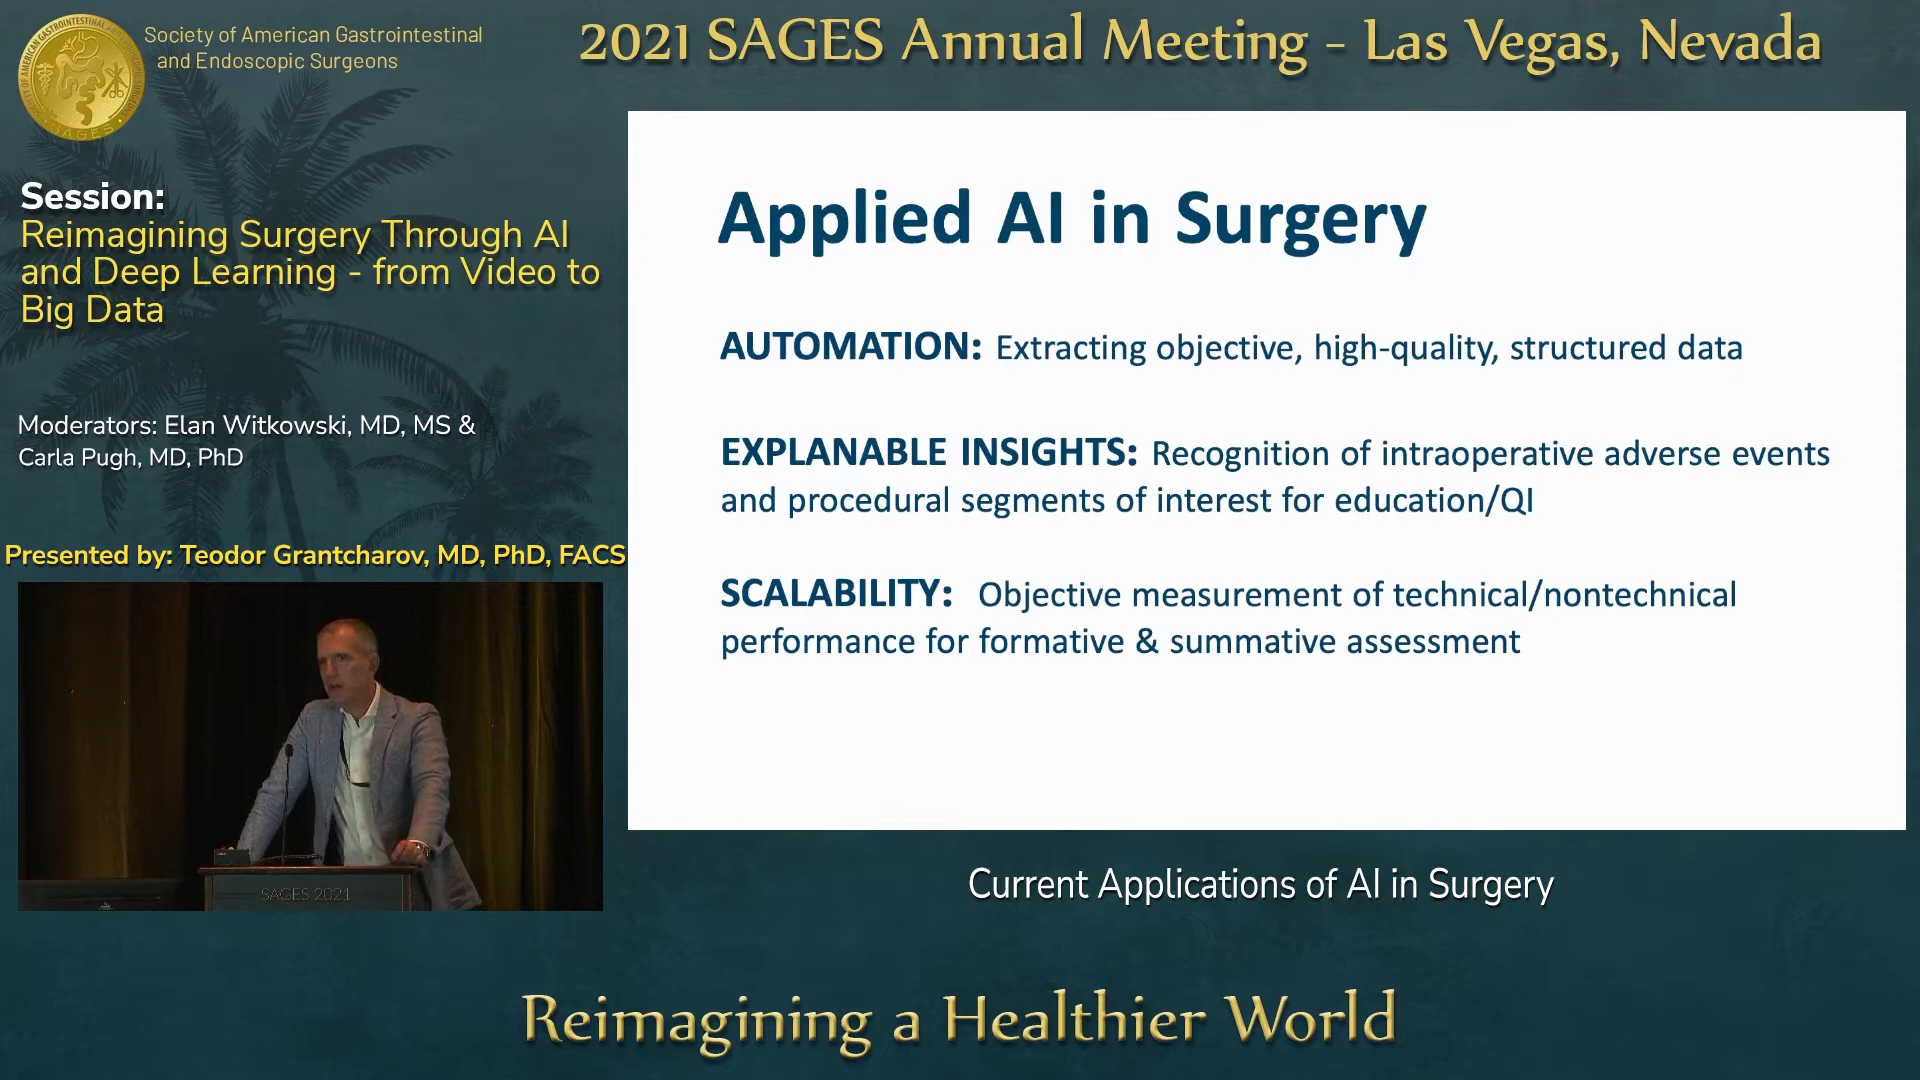 Society of American Gastrointestinal
and Endoscopic Surgeons
2021 SAGES Annual Meeting - Las Vegas, Nevada
SAGES
Session:
Reimagining Surgery Through AI
and Deep Learning - from Video to
Big Data
Moderators: Elan Witkowski, MD, MS &
Carla Pugh, MD, PhD
Presented by: Teodor Grantcharov, MD, PhD, FACS
SAGES 2021
Applied AI in Surgery
AUTOMATION: Extracting objective, high-quality, structured data
EXPLANABLE INSIGHTS: Recognition of intraoperative adverse events
and procedural segments of interest for education/QI
SCALABILITY: Objective measurement of technical/nontechnical
performance for formative & summative assessment
Current Applications of AI in Surgery
Reimagining a Healthier World